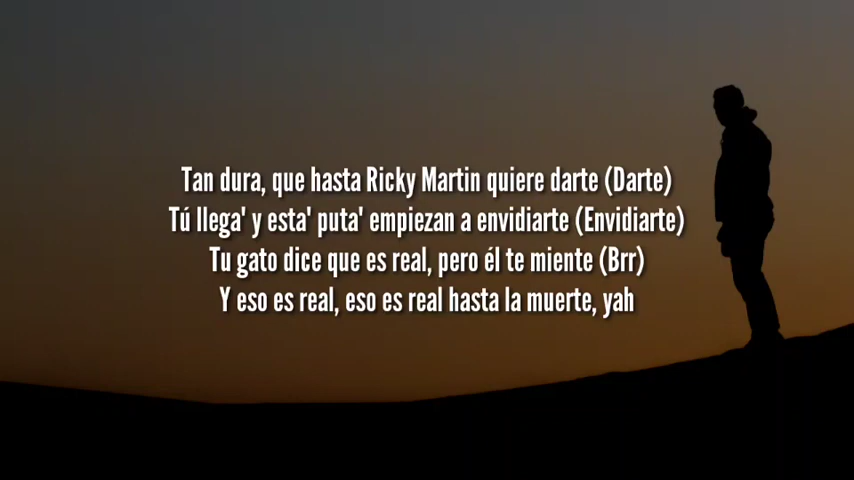 Tan dura, que hasta Ricky Martin quiere darte (Darte)
Tú llega' y esta' puta' empiezan a envidiarte (Envidiarte)
Tu gato dice que es real, pero él te miente (Brr)
Y eso es real, eso es real hasta la muerte, yah